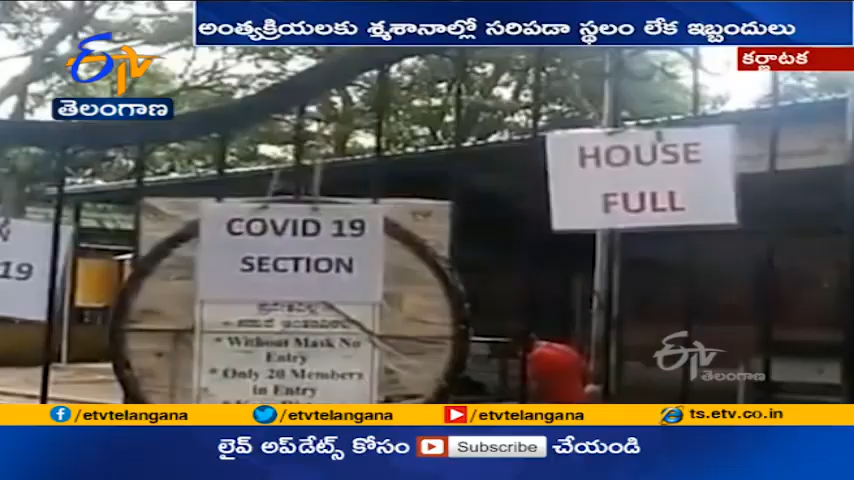 అంత్యక్రియలకు శ్మశానాల్లో సరిపడా స్థలం లేక ఇబ్బందులు
కర్ణాటక
ETV
తెలంగాణ
HOUSE
FULL
COVID 19
SECTION
19
* Without Mask No
Entry
* Only 20 Members
in Entry
ETV
తెలంగాణ
/etvtelangana
/etvtelangana
/etvtelangana
ts.etv.co.in
లైవ్ అప్‌డేట్స్ కోసం Subscribe చేయండి